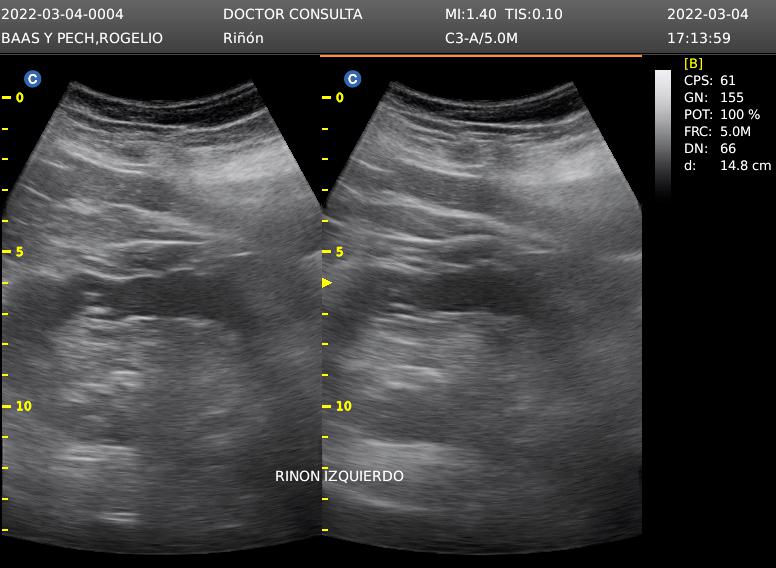 2022-03-04-0004 DOCTOR CONSULTA MI:1.40 TIS:0.10 2022-03-04
BAAS Y PECH,ROGELIO Riñón C3-A/5.0M 17:13:59
[B]
C C
CPS: 61
0 0
GN: 155
POT: 100 %
FRC: 5.0M
DN: 66
d: 14.8 cm
5 5
10 10
RINON IZQUIERDO